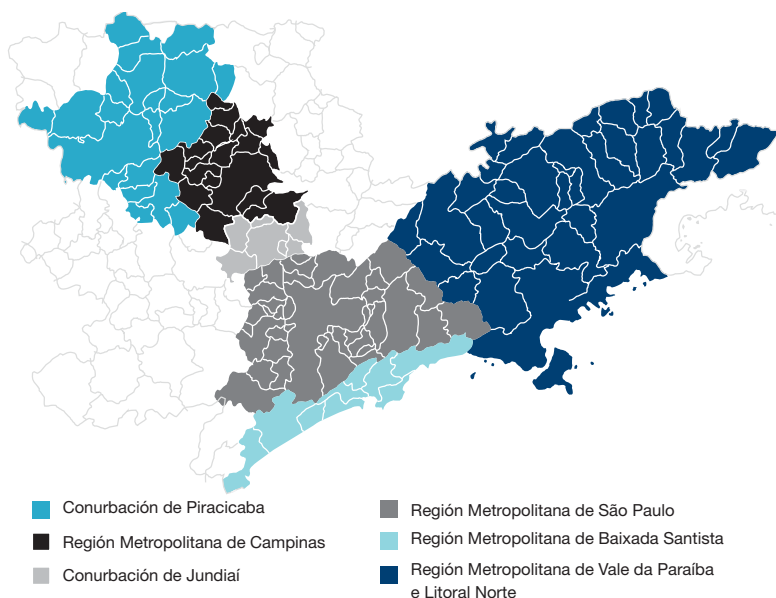 Conurbación de Piracicaba
Región Metropolitana de Campinas
Conurbación de Jundiaí
Región Metropolitana de São Paulo
Región Metropolitana de Baixada Santista
Región Metropolitana de Vale da Paraíba
e Litoral Norte